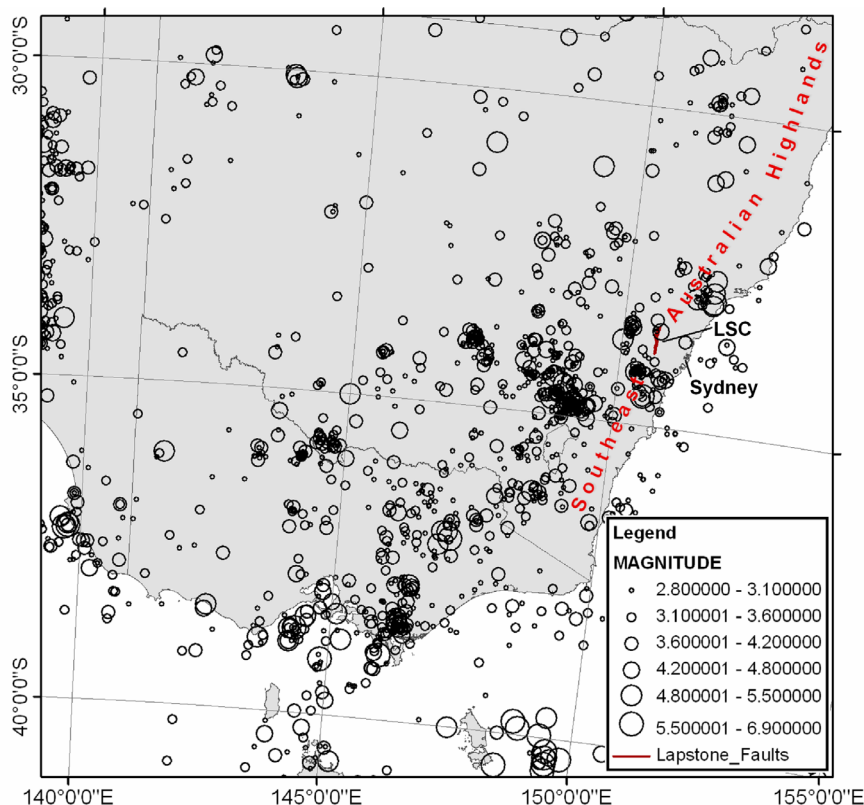 30°0'0"S
35°0'0"S
40°0'0"S
Southeast Australian Highlands
LSC
Sydney
Legend
MAGNITUDE
2.800000 - 3.100000
3.100001 - 3.600000
3.600001 - 4.200000
4.200001 - 4.800000
4.800001 - 5.500000
5.500001 - 6.900000
Lapstone_Faults
140°0'0"E
145°0'0"E
150°0'0"E
155°0'0"E